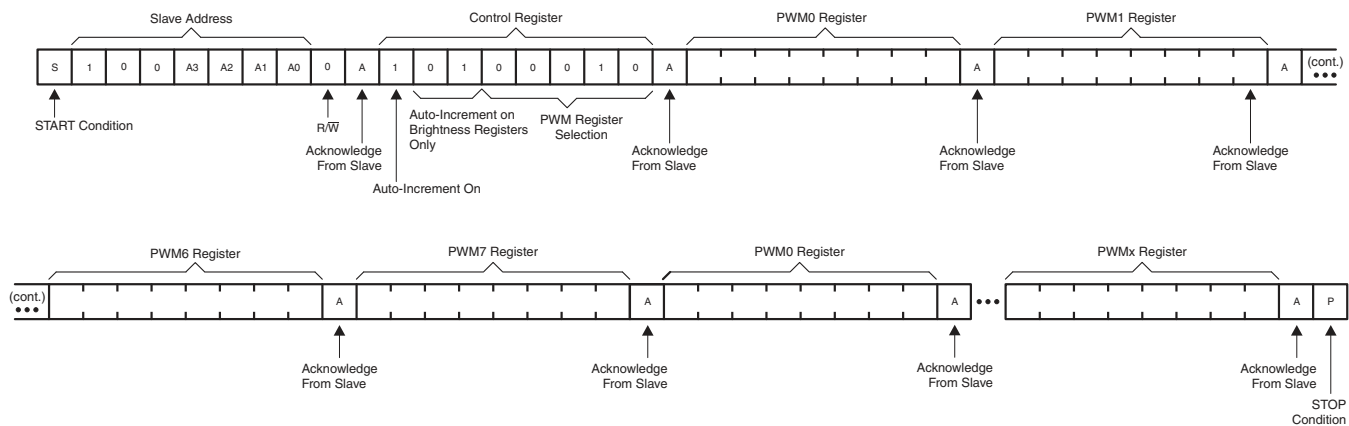 Slave Address
Control Register
PWM0 Register
PWM1 Register
S 1 0 0 A3 A2 A1 A0 0 A 1 0 1 0 0 0 1 0 A A A (cont.) •••
START Condition
R/W̅
Acknowledge
From Slave
Auto-Increment On
Auto-Increment on
Brightness Registers
Only
PWM Register
Selection
Acknowledge
From Slave
Acknowledge
From Slave
Acknowledge
From Slave
PWM6 Register
PWM7 Register
PWM0 Register
PWMx Register
(cont.) ••• A A A ••• A P
Acknowledge
From Slave
Acknowledge
From Slave
Acknowledge
From Slave
Acknowledge
From Slave
STOP
Condition